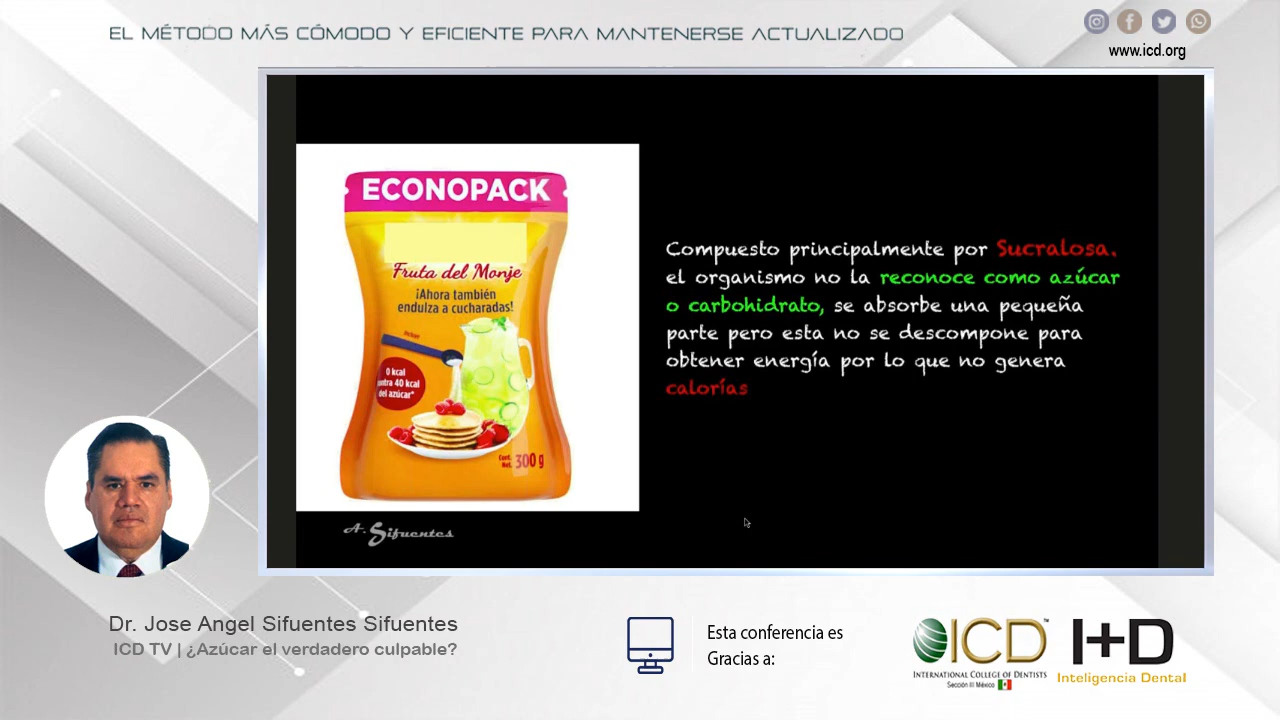 EL MÉTODO MÁS CÓMODO Y EFICIENTE PARA MANTENERSE ACTUALIZADO
www.icd.org
ECONOPACK
Fruta del Monje
¡Ahora también
endulza a cucharadas!
0 kcal
contra 40 kcal
del azúcar*
Cont.
Net. 300 g
Compuesto principalmente por Sucralosa.
el organismo no la reconoce como azúcar
o carbohidrato, se absorbe una pequeña
parte pero esta no se descompone para
obtener energía por lo que no genera
calorías
A. Sifuentes
Dr. Jose Angel Sifuentes Sifuentes
ICD TV | ¿Azúcar el verdadero culpable?
Esta conferencia es
Gracias a:
ICD™
INTERNATIONAL COLLEGE OF DENTISTS
Sección III México
I+D
Inteligencia Dental